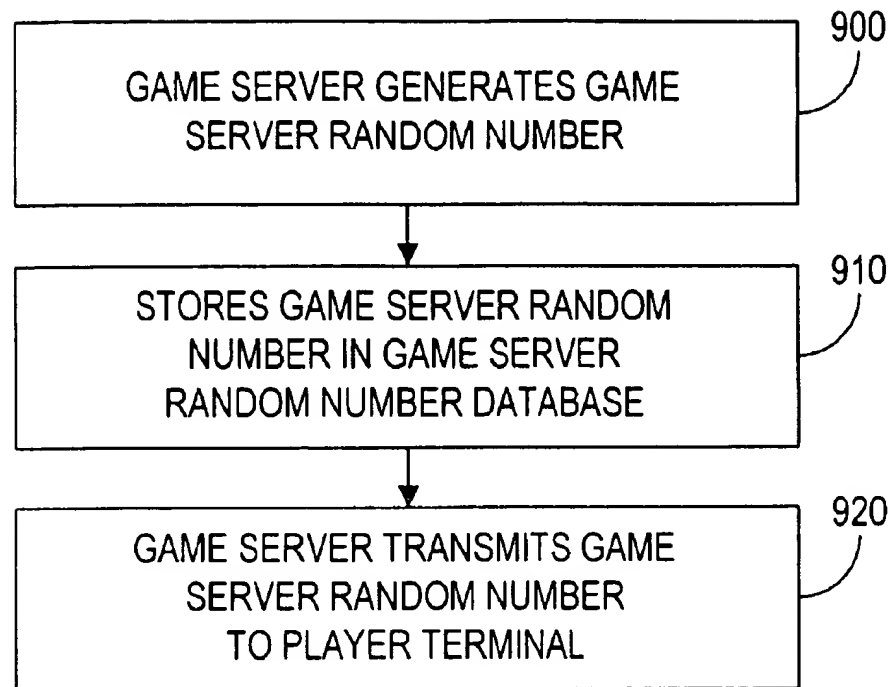 900
GAME SERVER GENERATES GAME
SERVER RANDOM NUMBER
910
STORES GAME SERVER RANDOM
NUMBER IN GAME SERVER
RANDOM NUMBER DATABASE
920
GAME SERVER TRANSMITS GAME
SERVER RANDOM NUMBER
TO PLAYER TERMINAL